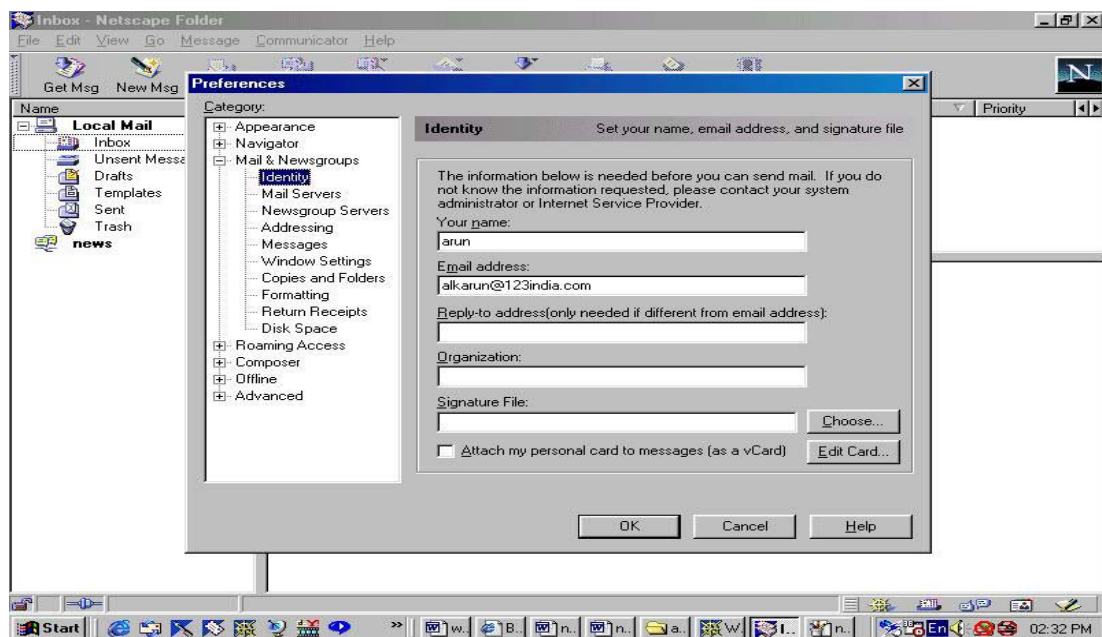 Inbox - Netscape Folder
File Edit View Go Message Communicator Help
Get Msg New Msg
Name
Priority
Local Mail
Inbox
Unsent Messa
Drafts
Templates
Sent
Trash
news
Preferences
Category:
Appearance
Navigator
Mail & Newsgroups
Identity
Mail Servers
Newsgroup Servers
Addressing
Messages
Window Settings
Copies and Folders
Formatting
Return Receipts
Disk Space
Roaming Access
Composer
Offline
Advanced
Identity Set your name, email address, and signature file
The information below is needed before you can send mail. If you do
not know the information requested, please contact your system
administrator or Internet Service Provider.
Your name:
arun
Email address:
alkarun@123india.com
Reply-to address(only needed if different from email address):
Organization:
Signature File:
Choose...
Attach my personal card to messages (as a vCard) Edit Card...
OK Cancel Help
Start » w.. B.. n.. n.. a.. W.. I.. n.. En 02:32 PM